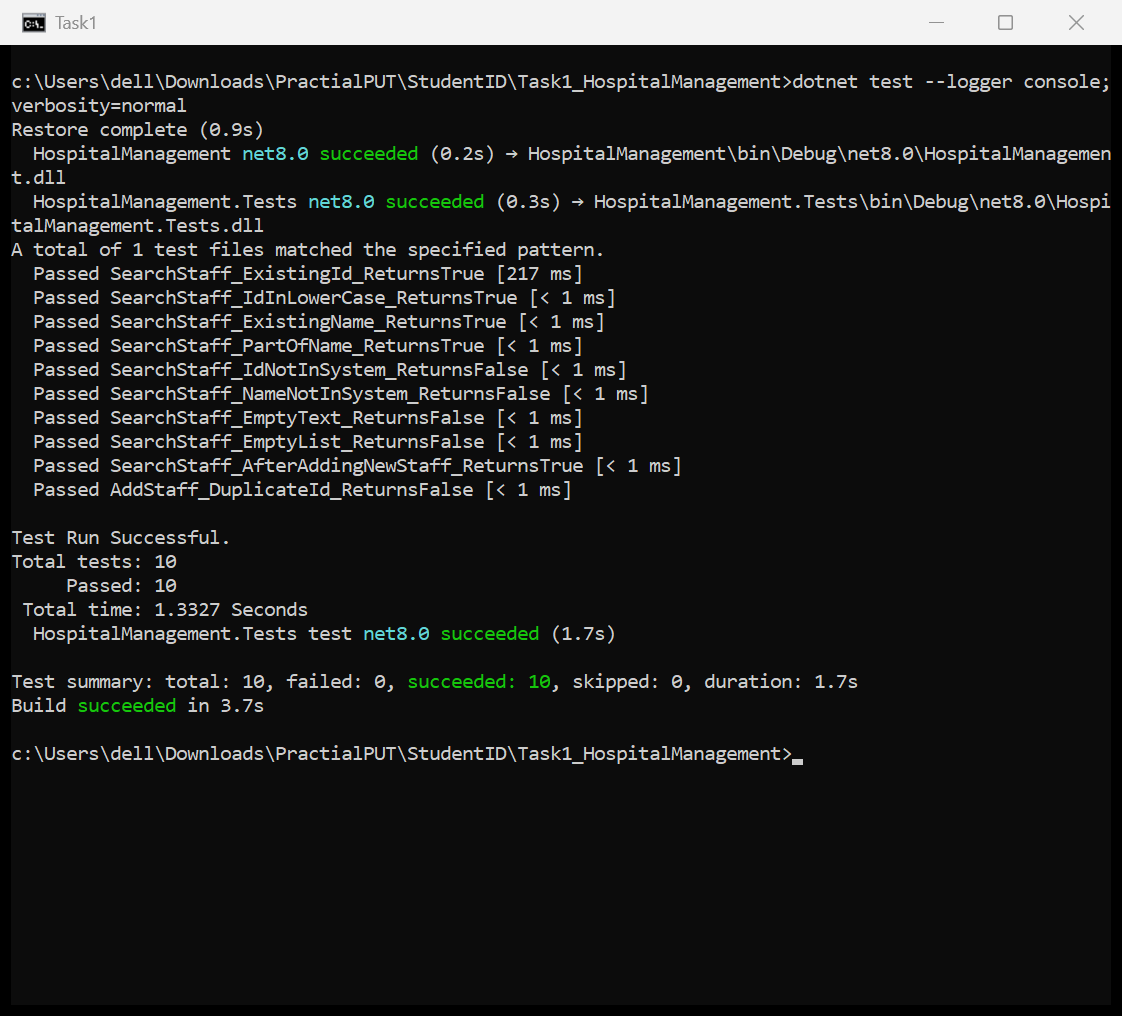 Task1
c:\Users\dell\Downloads\PractialPUT\StudentID\Task1_HospitalManagement>dotnet test --logger console;
verbosity=normal
Restore complete (0.9s)
  HospitalManagement net8.0 succeeded (0.2s) → HospitalManagement\bin\Debug\net8.0\HospitalManagemen
t.dll
  HospitalManagement.Tests net8.0 succeeded (0.3s) → HospitalManagement.Tests\bin\Debug\net8.0\Hospi
talManagement.Tests.dll
A total of 1 test files matched the specified pattern.
  Passed SearchStaff_ExistingId_ReturnsTrue [217 ms]
  Passed SearchStaff_IdInLowerCase_ReturnsTrue [< 1 ms]
  Passed SearchStaff_ExistingName_ReturnsTrue [< 1 ms]
  Passed SearchStaff_PartOfName_ReturnsTrue [< 1 ms]
  Passed SearchStaff_IdNotInSystem_ReturnsFalse [< 1 ms]
  Passed SearchStaff_NameNotInSystem_ReturnsFalse [< 1 ms]
  Passed SearchStaff_EmptyText_ReturnsFalse [< 1 ms]
  Passed SearchStaff_EmptyList_ReturnsFalse [< 1 ms]
  Passed SearchStaff_AfterAddingNewStaff_ReturnsTrue [< 1 ms]
  Passed AddStaff_DuplicateId_ReturnsFalse [< 1 ms]

Test Run Successful.
Total tests: 10
     Passed: 10
 Total time: 1.3327 Seconds
  HospitalManagement.Tests test net8.0 succeeded (1.7s)

Test summary: total: 10, failed: 0, succeeded: 10, skipped: 0, duration: 1.7s
Build succeeded in 3.7s

c:\Users\dell\Downloads\PractialPUT\StudentID\Task1_HospitalManagement>